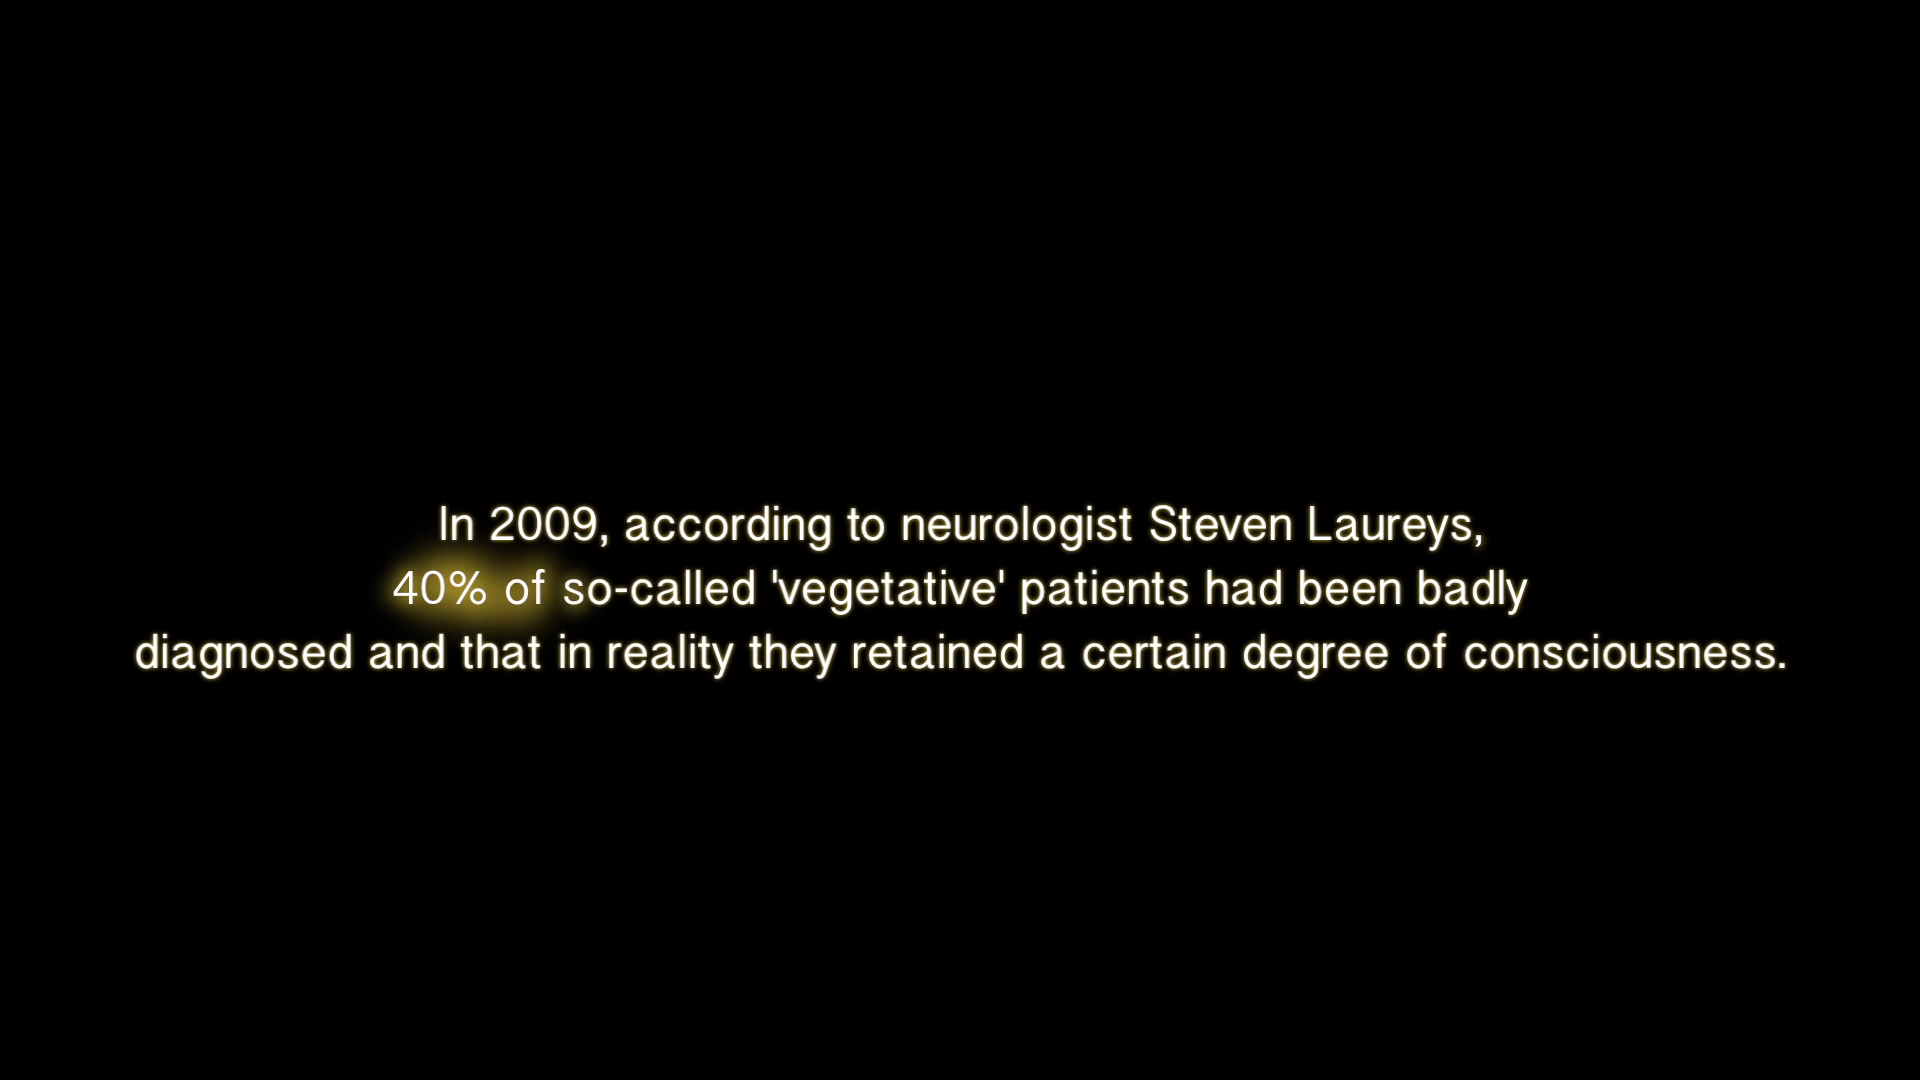 In 2009, according to neurologist Steven Laureys,
40% of so-called 'vegetative' patients had been badly
diagnosed and that in reality they retained a certain degree of consciousness.